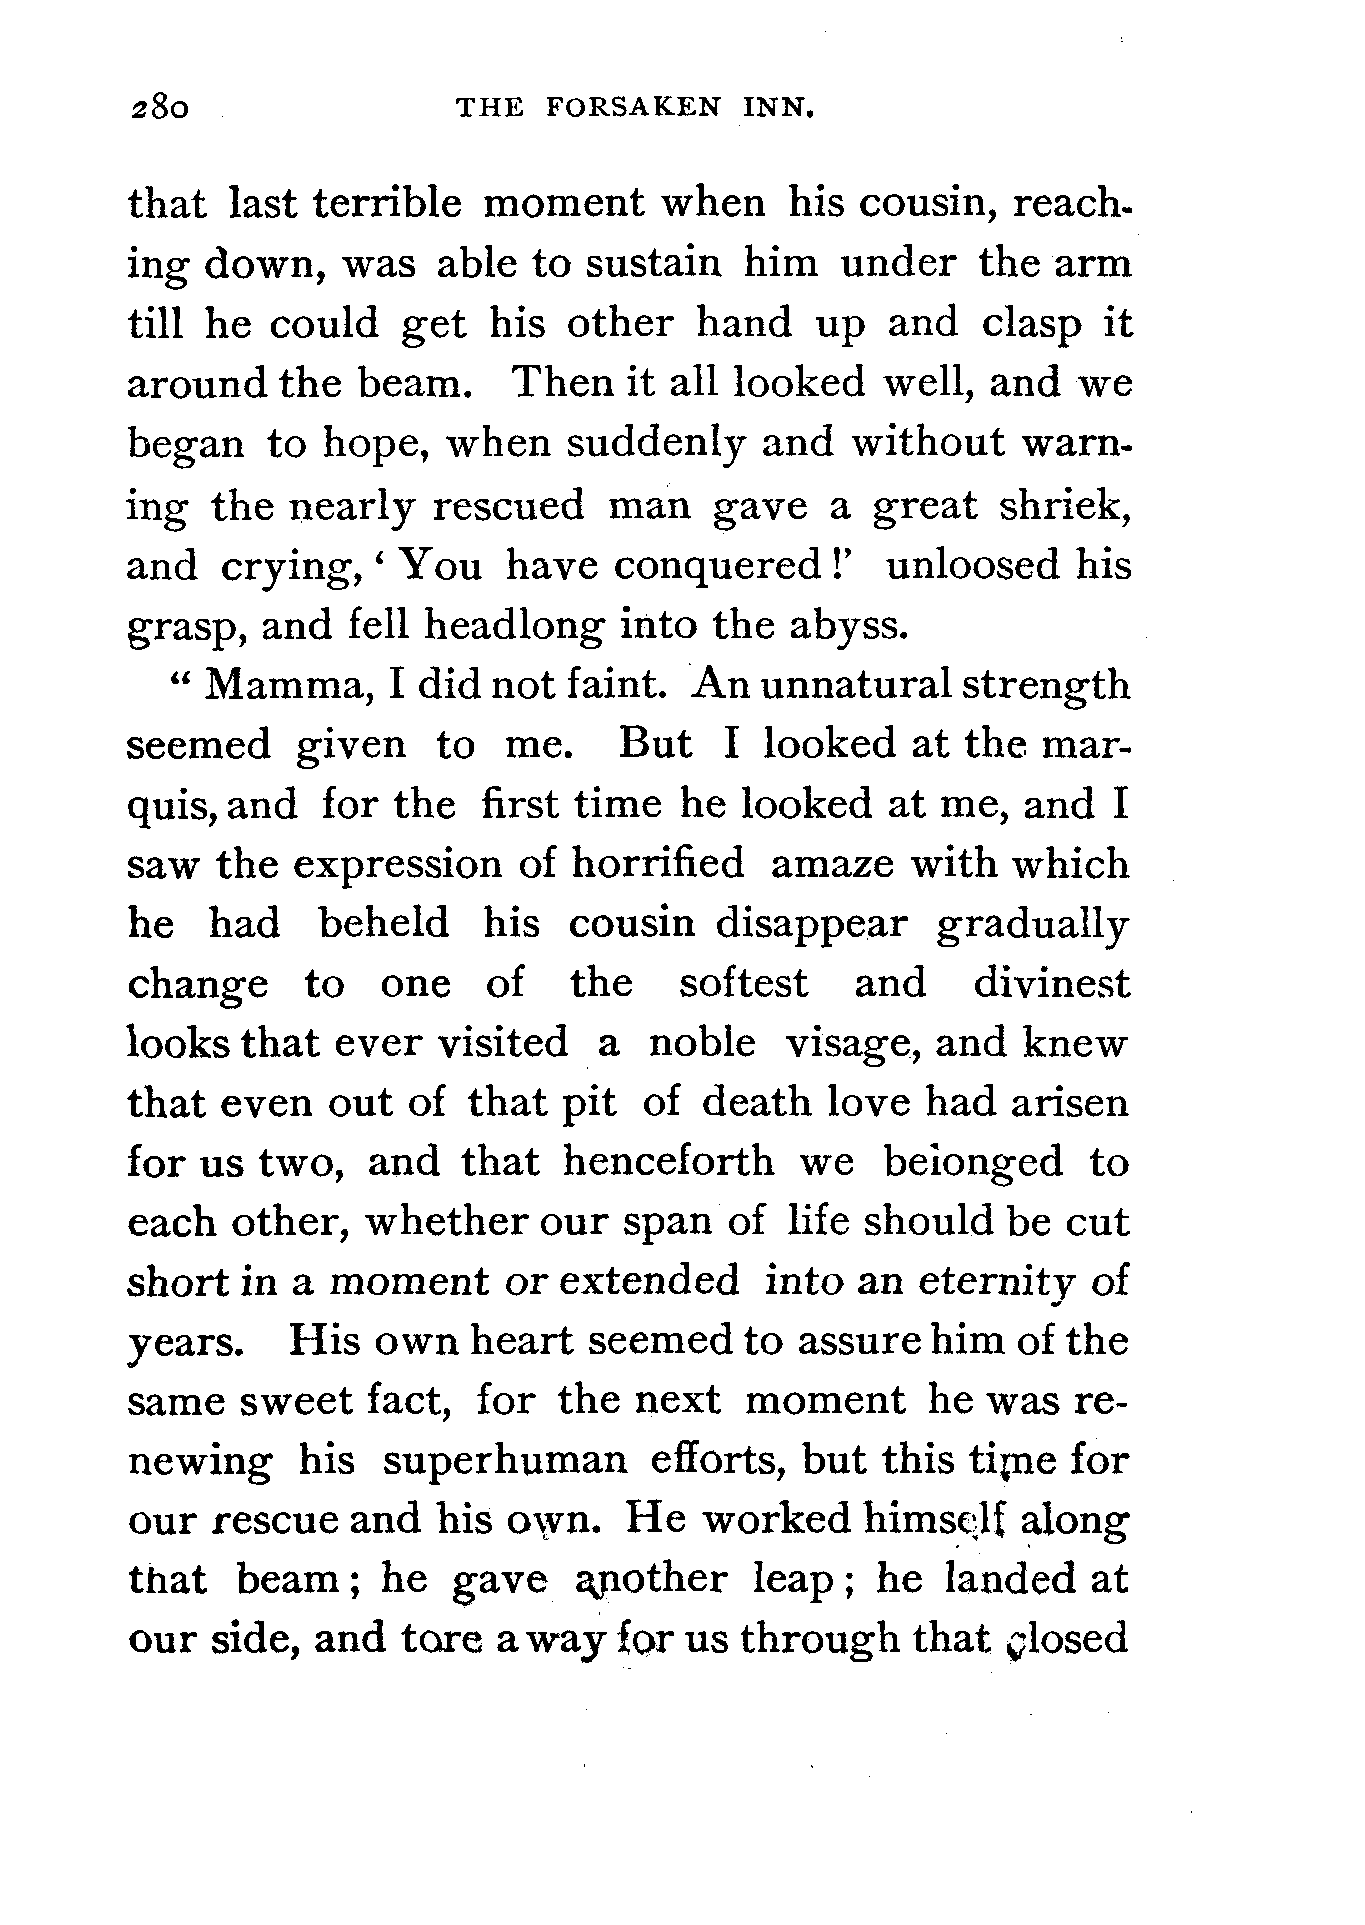 280 THE FORSAKEN INN.
that last terrible moment when his cousin, reach-
ing down, was able to sustain him under the arm
till he could get his other hand up and clasp it
around the beam. Then it all looked well, and we
began to hope, when suddenly and without warn-
ing the nearly rescued man gave a great shriek,
and crying, ‘ You have conquered !’ unloosed his
grasp, and fell headlong into the abyss.
“ Mamma, I did not faint. An unnatural strength
seemed given to me. But I looked at the mar-
quis, and for the first time he looked at me, and I
saw the expression of horrified amaze with which
he had beheld his cousin disappear gradually
change to one of the softest and divinest
looks that ever visited a noble visage, and knew
that even out of that pit of death love had arisen
for us two, and that henceforth we belonged to
each other, whether our span of life should be cut
short in a moment or extended into an eternity of
years. His own heart seemed to assure him of the
same sweet fact, for the next moment he was re-
newing his superhuman efforts, but this time for
our rescue and his own. He worked himself along
that beam ; he gave another leap ; he landed at
our side, and tore a way for us through that closed